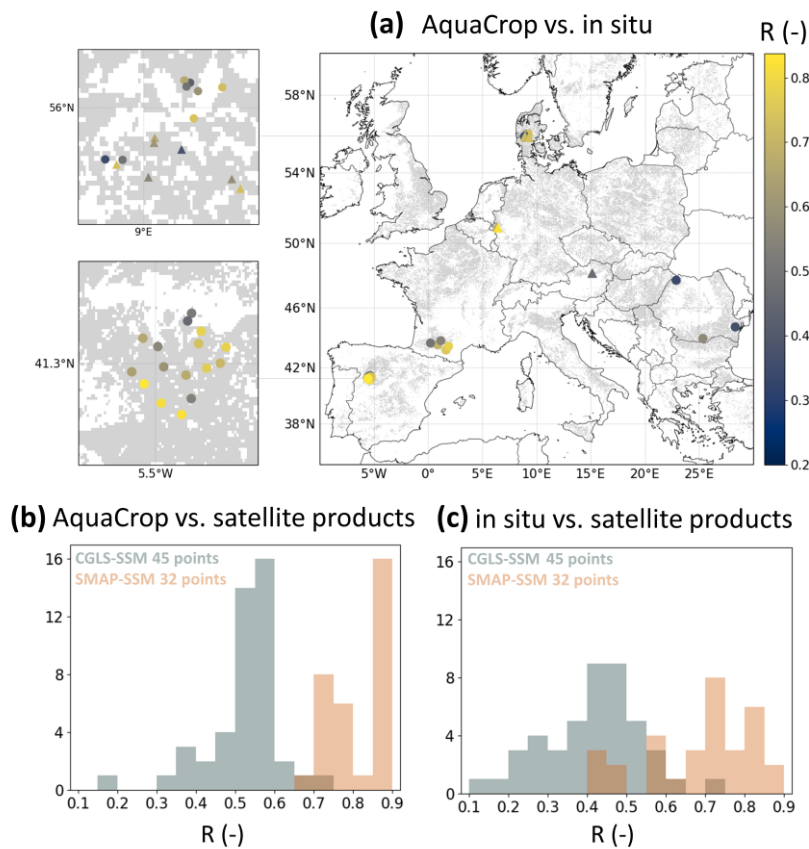 (a) AquaCrop vs. in situ
R (-)
56°N
9°E
41.3°N
5.5°W
58°N
54°N
50°N
46°N
42°N
38°N
5°W 0° 5°E 10°E 15°E 20°E 25°E
0.8
0.7
0.6
0.5
0.4
0.3
0.2
(b) AquaCrop vs. satellite products
CGLS-SSM 45 points
SMAP-SSM 32 points
16
12
8
4
0
0.1 0.2 0.3 0.4 0.5 0.6 0.7 0.8 0.9
R (-)
(c) in situ vs. satellite products
CGLS-SSM 45 points
SMAP-SSM 32 points
16
12
8
4
0
0.1 0.2 0.3 0.4 0.5 0.6 0.7 0.8 0.9
R (-)